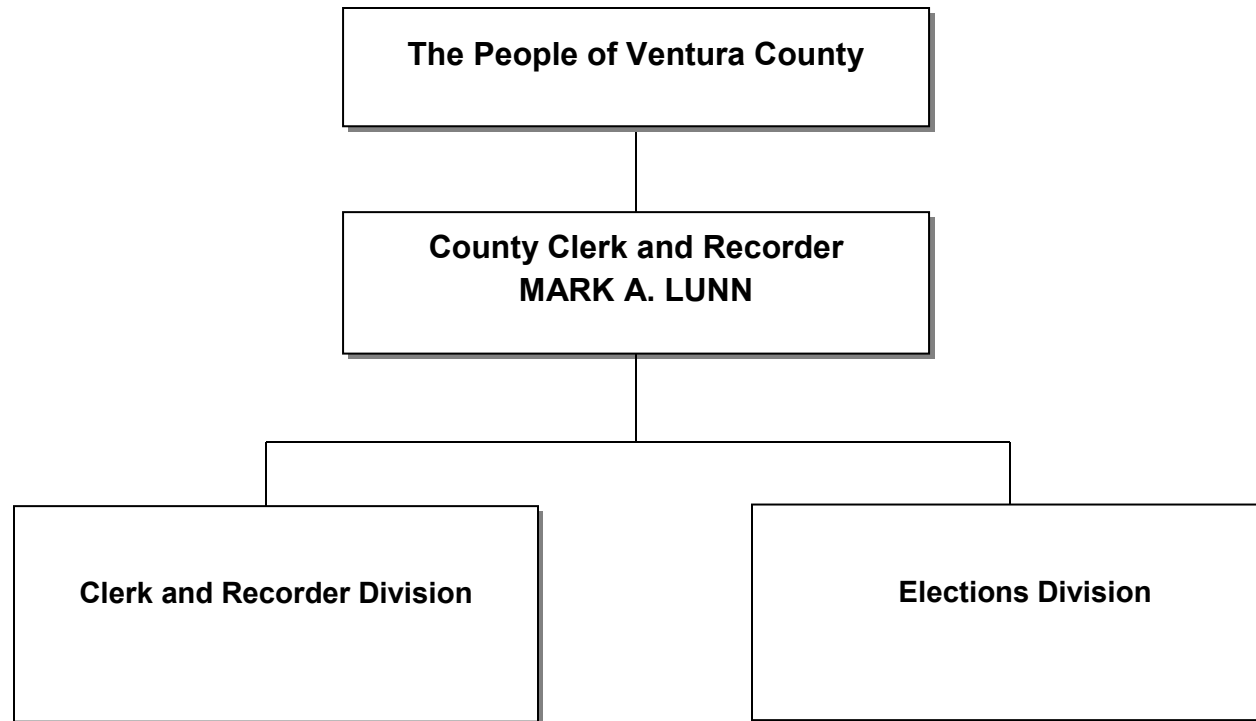 The People of Ventura County
County Clerk and Recorder
MARK A. LUNN
Clerk and Recorder Division
Elections Division